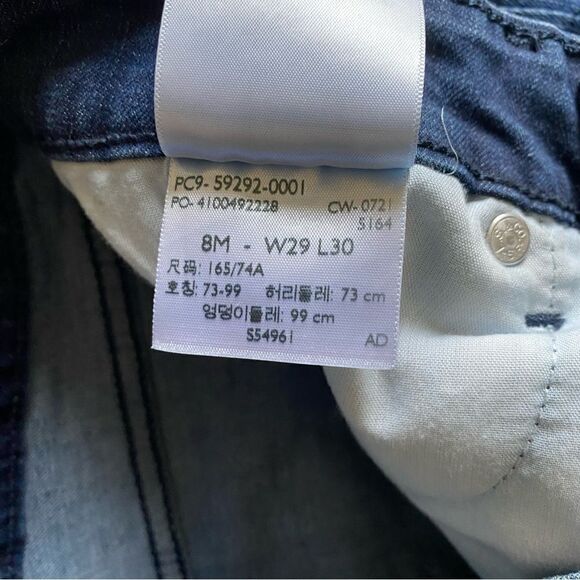 PC9- 59292-0001
PO- 4100492228 CW- 0721
S164
8M - W29 L30
尺码: 165/74A
호칭: 73-99 허리둘레: 73 cm
엉덩이둘레: 99 cm
S54961 AD